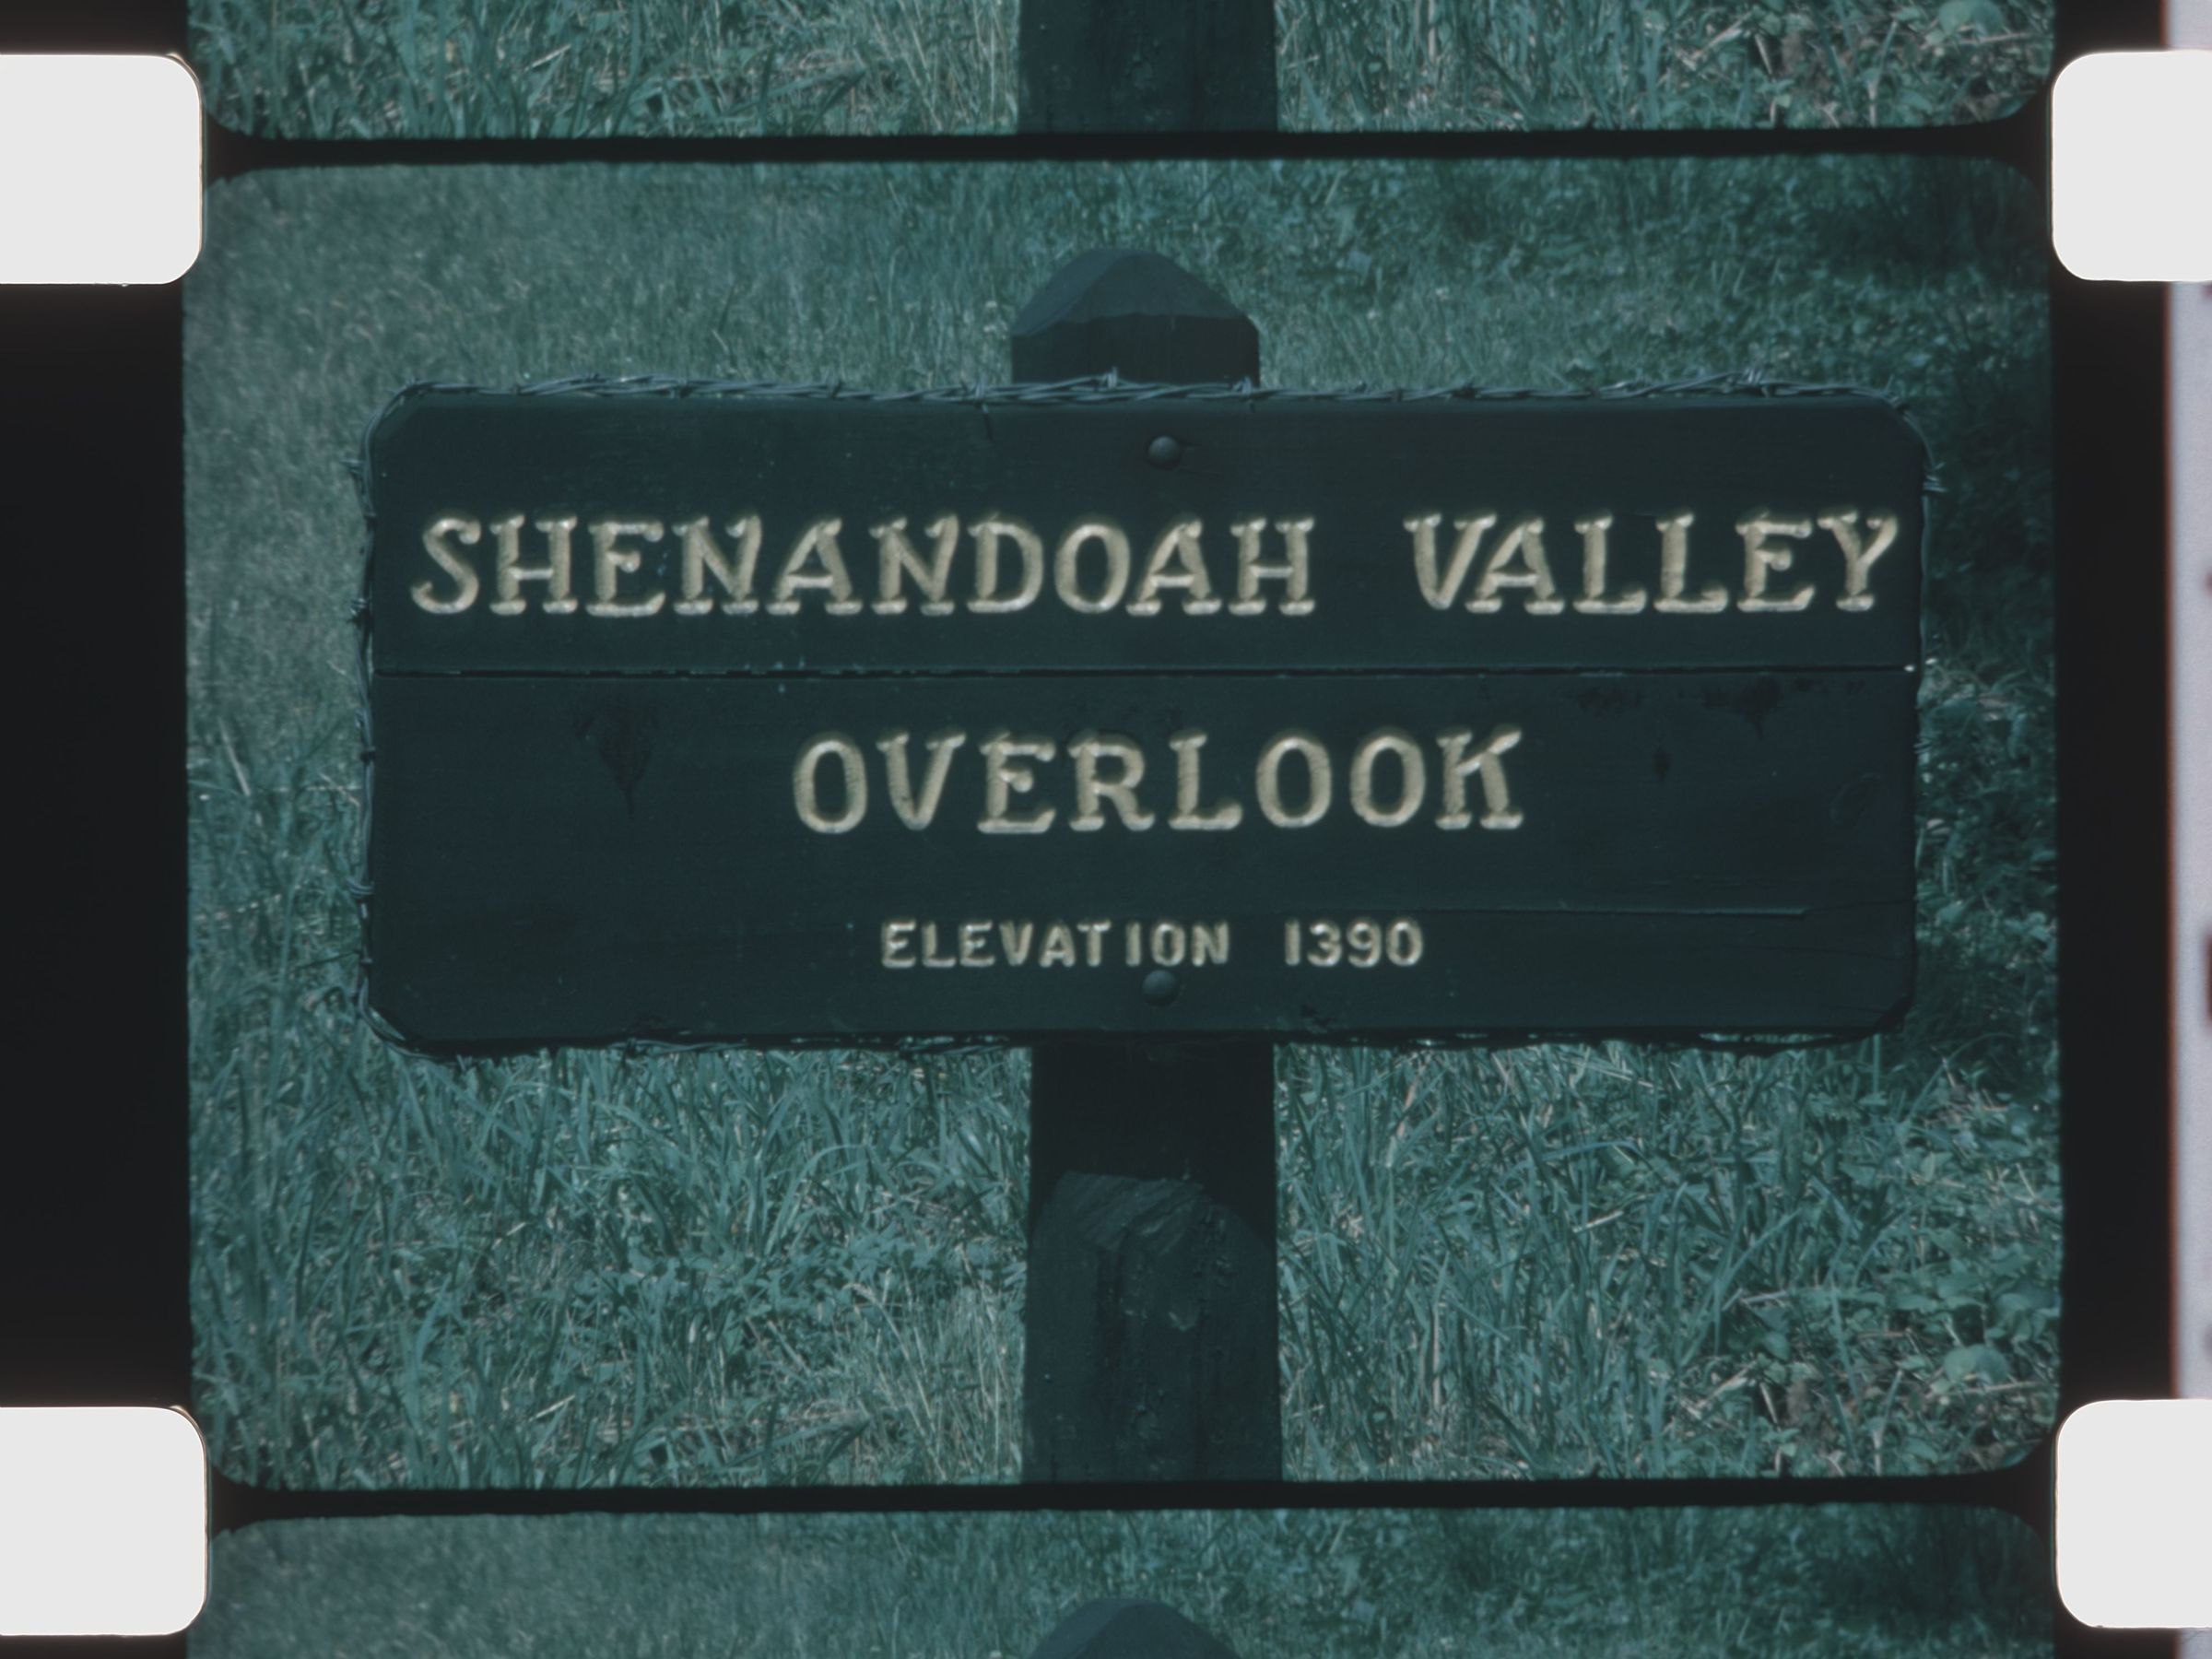 SHENANDOAH VALLEY
OVERLOOK
ELEVATION 1390